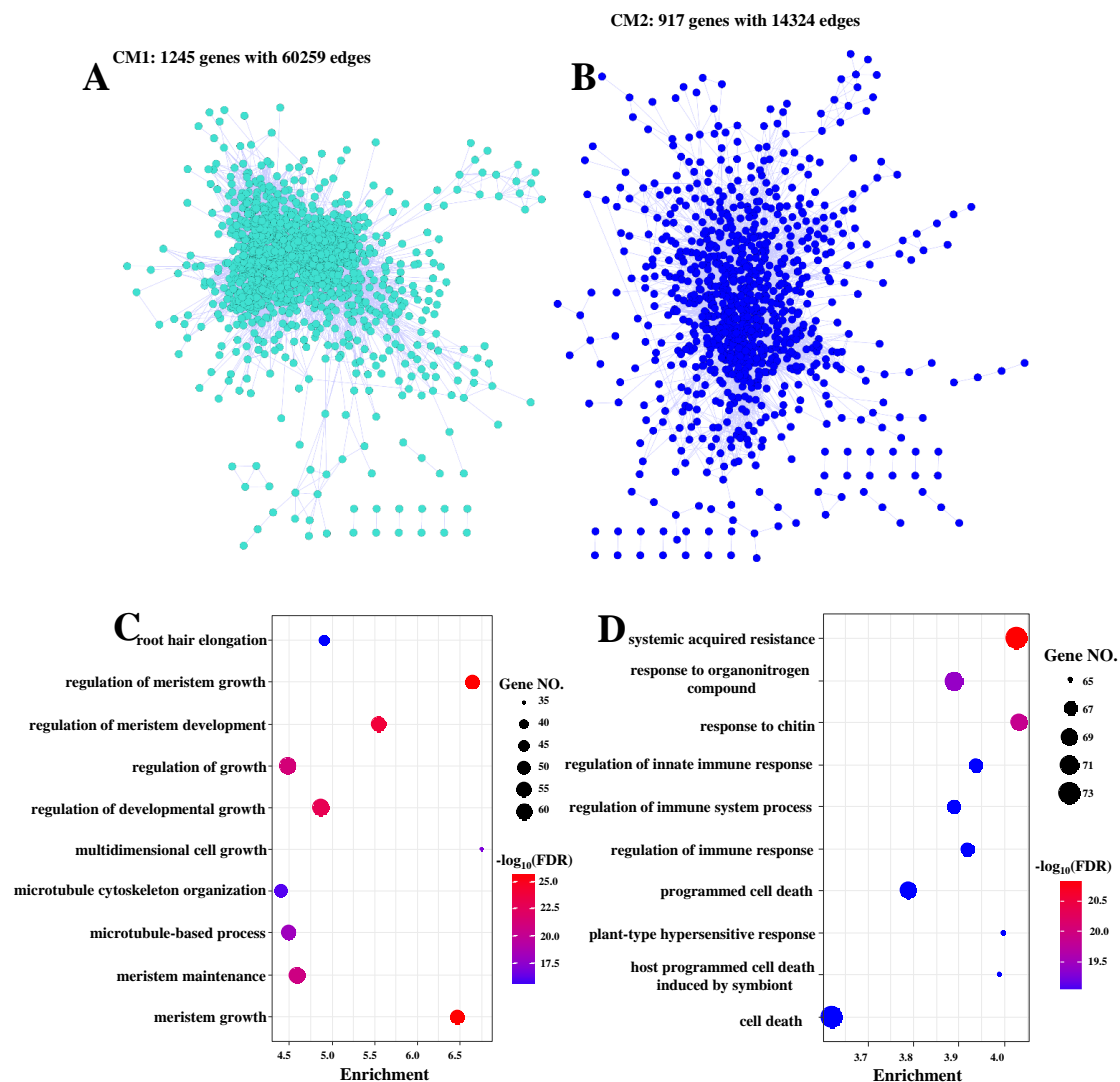 CM2: 917 genes with 14324 edges
CM1: 1245 genes with 60259 edges
A
B
C
root hair elongation
regulation of meristem growth
regulation of meristem development
regulation of growth
regulation of developmental growth
multidimensional cell growth
microtubule cytoskeleton organization
microtubule-based process
meristem maintenance
meristem growth
4.5 5.0 5.5 6.0 6.5
Enrichment
Gene NO.
35
40
45
50
55
60
-log10(FDR)
25.0
22.5
20.0
17.5
D
systemic acquired resistance
response to organonitrogen
compound
response to chitin
regulation of innate immune response
regulation of immune system process
regulation of immune response
programmed cell death
plant-type hypersensitive response
host programmed cell death
induced by symbiont
cell death
3.7 3.8 3.9 4.0
Enrichment
Gene NO.
65
67
69
71
73
-log10(FDR)
20.5
20.0
19.5